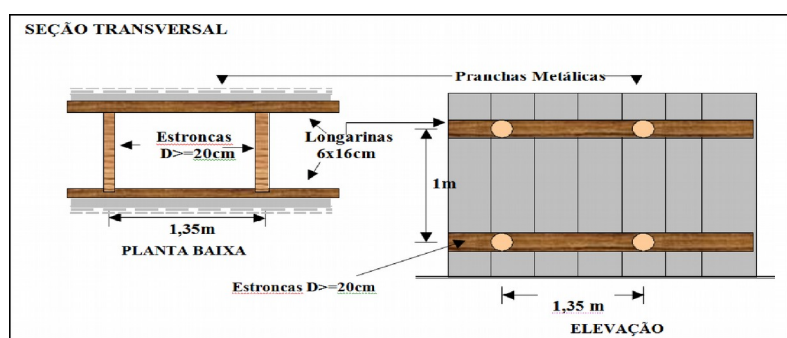 SEÇÃO TRANSVERSAL
Pranchas Metálicas
Estroncas
D>=20cm
Longarinas
6x16cm
1m
1,35m
PLANTA BAIXA
Estroncas D>=20cm
1,35 m
ELEVAÇÃO